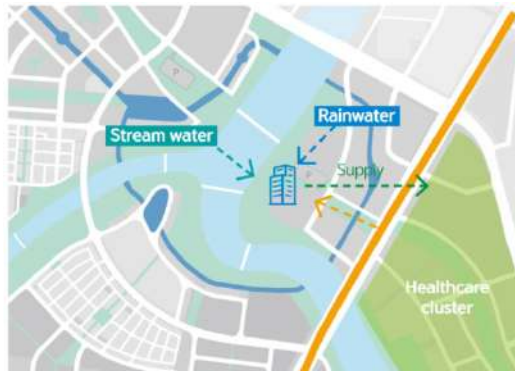 Rainwater
Stream water
Supply
Healthcare
cluster